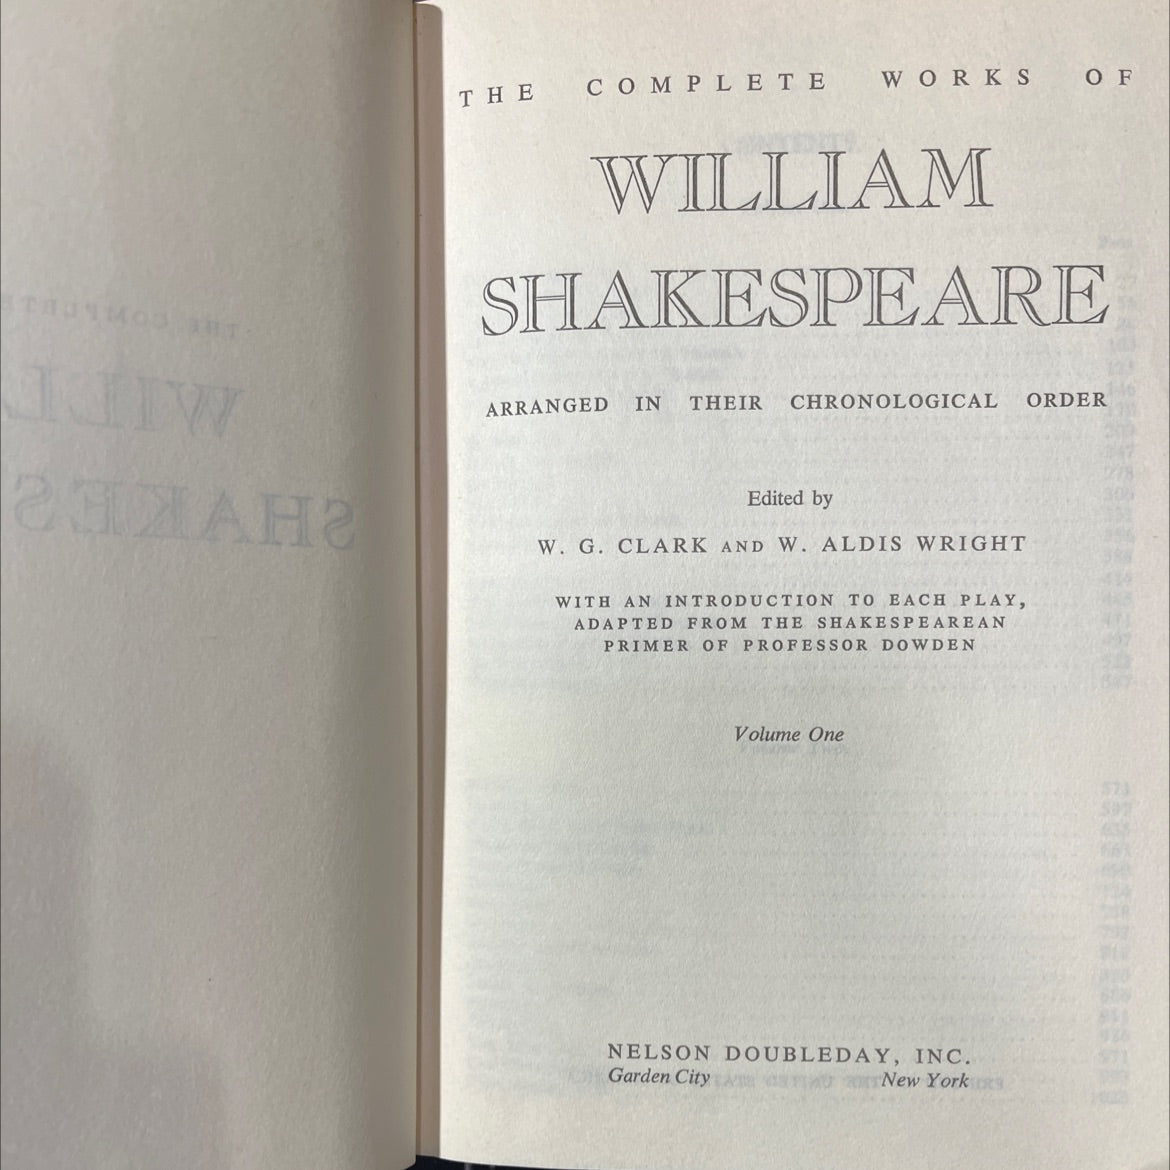 THE COMPLETE WORKS OF
WILLIAM
SHAKESPEARE
ARRANGED IN THEIR CHRONOLOGICAL ORDER
Edited by
W. G. CLARK AND W. ALDIS WRIGHT
WITH AN INTRODUCTION TO EACH PLAY,
ADAPTED FROM THE SHAKESPEAREAN
PRIMER OF PROFESSOR DOWDEN
Volume One
NELSON DOUBLEDAY, INC.
Garden City New York